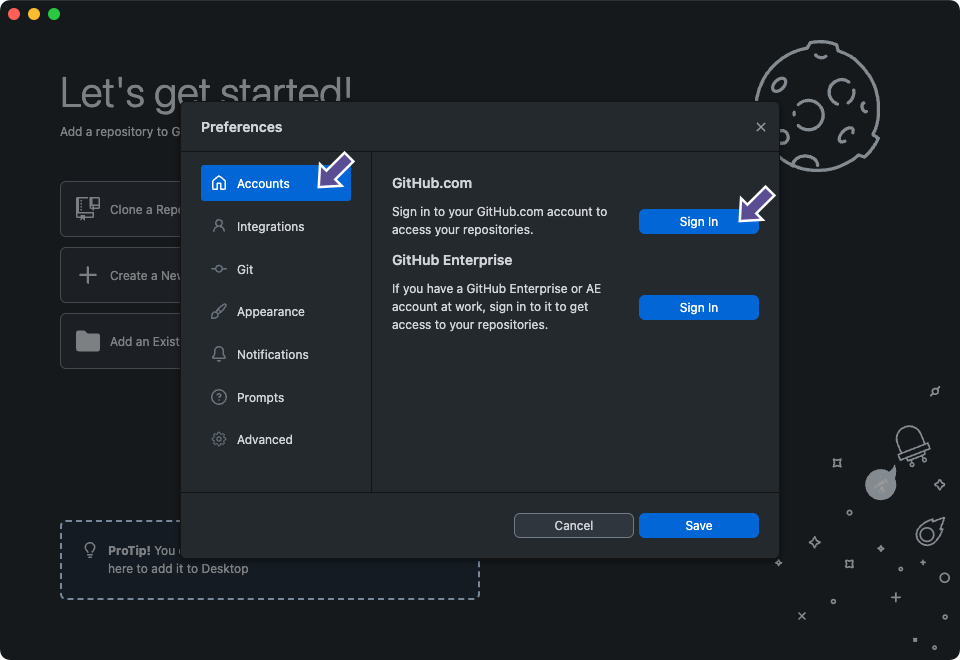 Let's get started!
Add a repository to G
Preferences
Accounts
Integrations
Git
Appearance
Notifications
Prompts
Advanced
GitHub.com
Sign in to your GitHub.com account to
access your repositories.
Sign In
GitHub Enterprise
If you have a GitHub Enterprise or AE
account at work, sign in to it to get
access to your repositories.
Sign In
Cancel
Save
Clone a Repo
Create a New
Add an Exist
ProTip! You
here to add it to Desktop